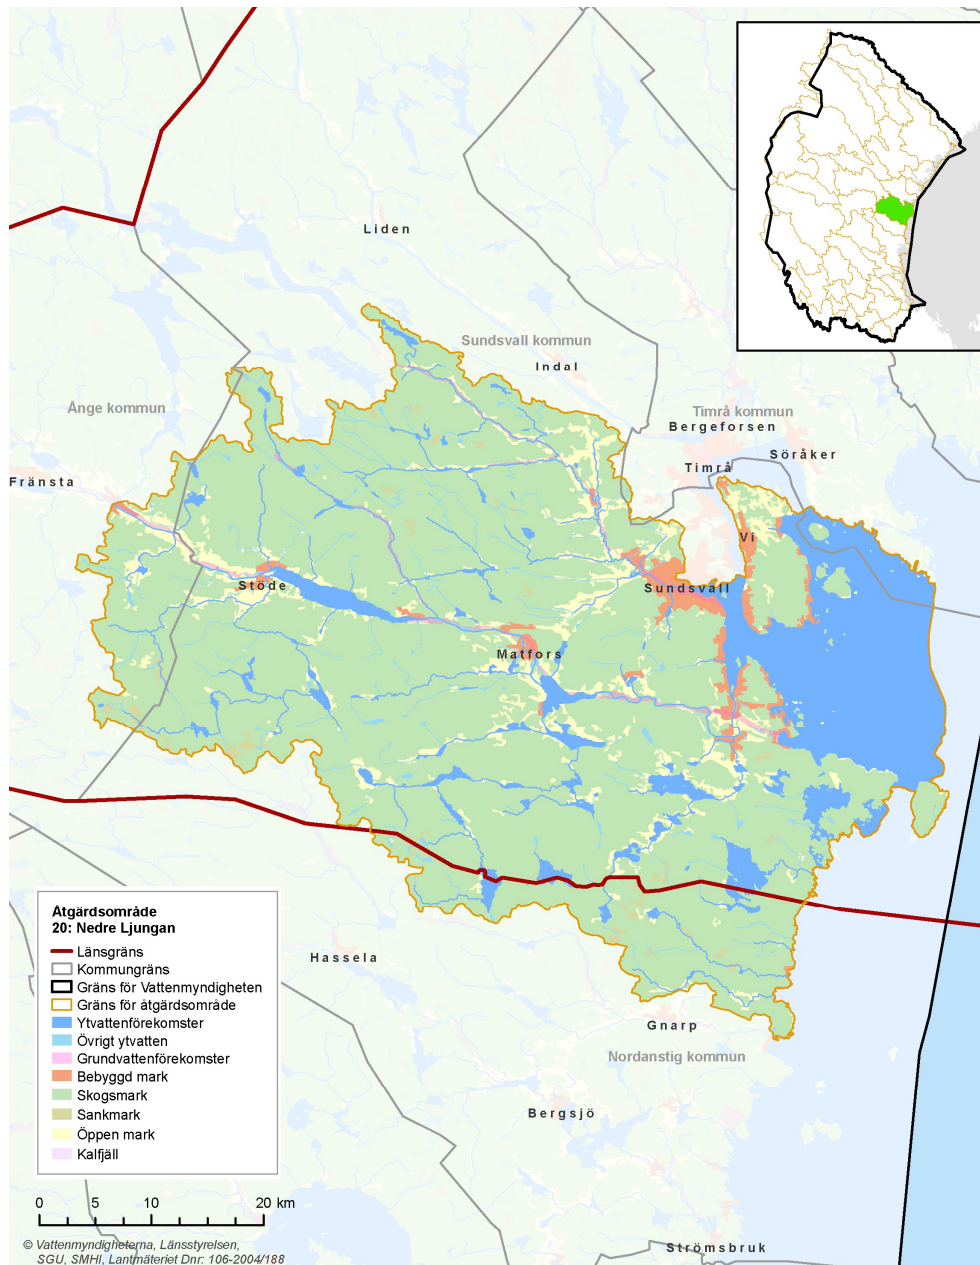 Liden
Sundsvall kommun
Indal
Ånge kommun
Timrå kommun
Bergeforsen
Söråker
Timrå
Fränsta
Vi
Stöde
Sundsvall
Matfors
Åtgärdsområde
20: Nedre Ljungan
Länsgräns
Kommungräns
Gräns för Vattenmyndigheten
Gräns för åtgärdsområde
Ytvattenförekomster
Övrigt ytvatten
Grundvattenförekomster
Bebyggd mark
Skogsmark
Sankmark
Öppen mark
Kalfjäll
Hassela
Gnarp
Nordanstig kommun
Bergsjö
Strömsbruk
0 5 10 20 km
© Vattenmyndigheterna, Länsstyrelsen,
SGU, SMHI, Lantmäteriet Dnr: 106-2004/188